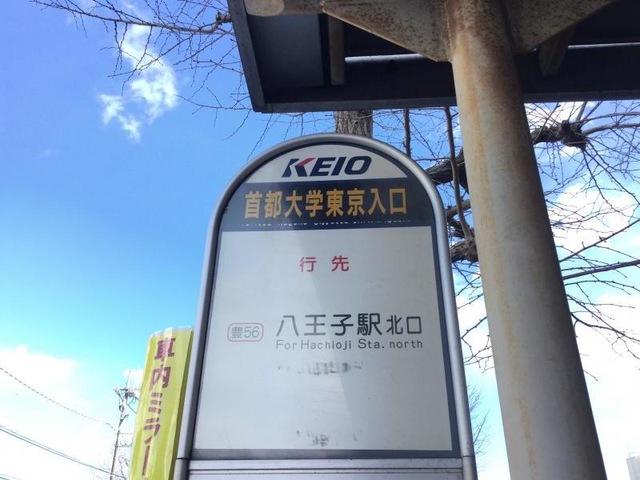 KEIO
首都大学東京入口
行先
豊56 八王子駅北口
For Hachioji Sta. north
車内ミラー